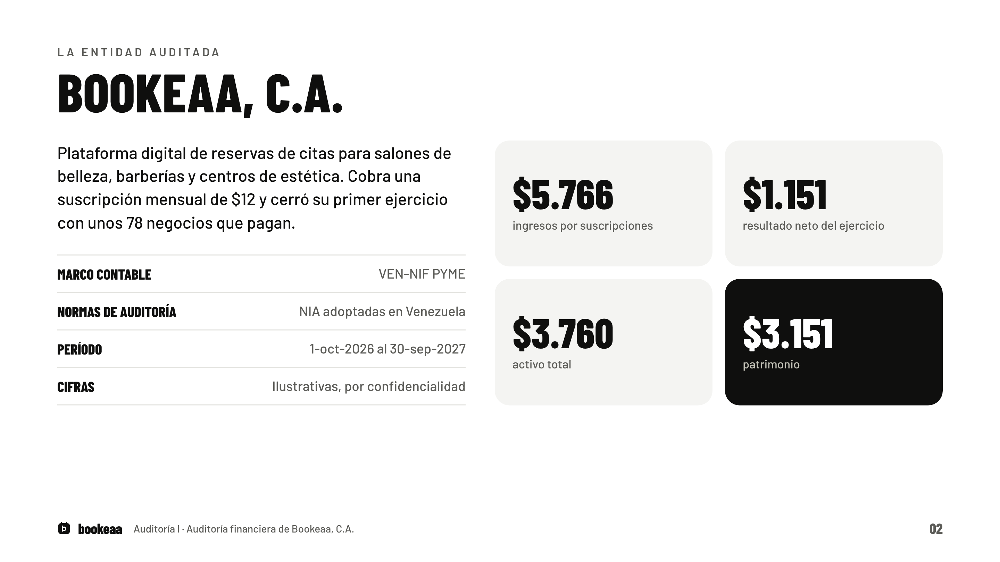 LA ENTIDAD AUDITADA
BOOKEAA, C.A.
Plataforma digital de reservas de citas para salones de
belleza, barberías y centros de estética. Cobra una
suscripción mensual de $12 y cerró su primer ejercicio
con unos 78 negocios que pagan.
MARCO CONTABLE VEN-NIF PYME
NORMAS DE AUDITORÍA NIA adoptadas en Venezuela
PERÍODO 1-oct-2026 al 30-sep-2027
CIFRAS Ilustrativas, por confidencialidad
$5.766
ingresos por suscripciones
$1.151
resultado neto del ejercicio
$3.760
activo total
$3.151
patrimonio
b bookeaa Auditoría I · Auditoría financiera de Bookeaa, C.A.
02